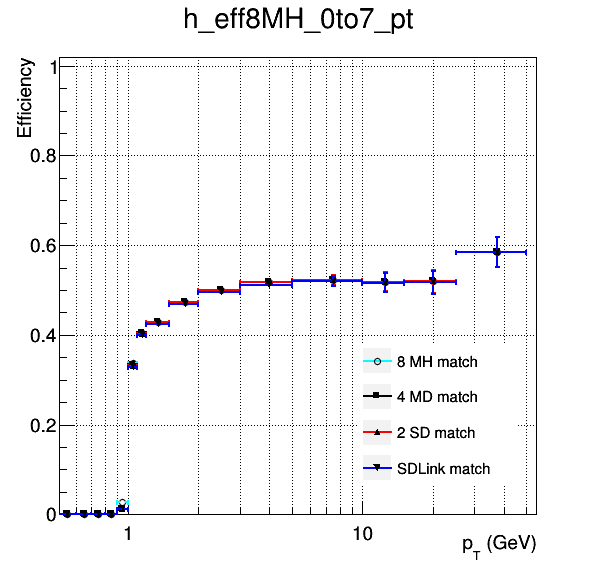 h_eff8MH_0to7_pt
Efficiency
1
0.8
0.6
0.4
0.2
0
8 MH match
4 MD match
2 SD match
SDLink match
1
10
p_T (GeV)